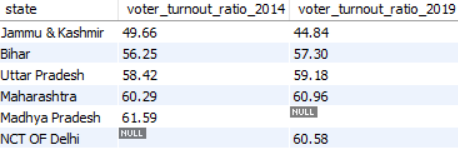 state voter_turnout_ratio_2014 voter_turnout_ratio_2019
Jammu & Kashmir 49.66 44.84
Bihar 56.25 57.30
Uttar Pradesh 58.42 59.18
Maharashtra 60.29 60.96
Madhya Pradesh 61.59 NULL
NCT OF Delhi NULL 60.58